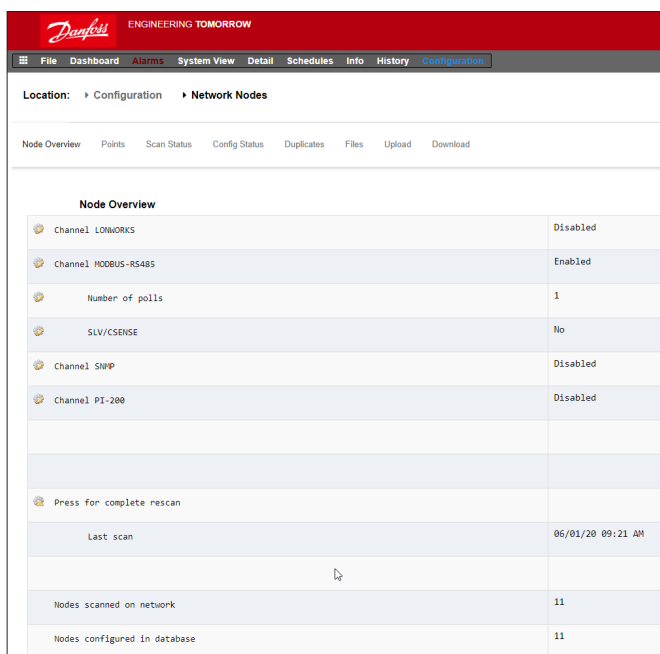 Danfoss ENGINEERING TOMORROW
File Dashboard Alarms System View Detail Schedules Info History Configuration
Location: Configuration Network Nodes
Node Overview Points Scan Status Config Status Duplicates Files Upload Download
Node Overview
Channel LONWORKS Disabled
Channel MODBUS-RS485 Enabled
Number of polls 1
SLV/CSENSE No
Channel SNMP Disabled
Channel PI-200 Disabled
Press for complete rescan
Last scan 06/01/20 09:21 AM
Nodes scanned on network 11
Nodes configured in database 11